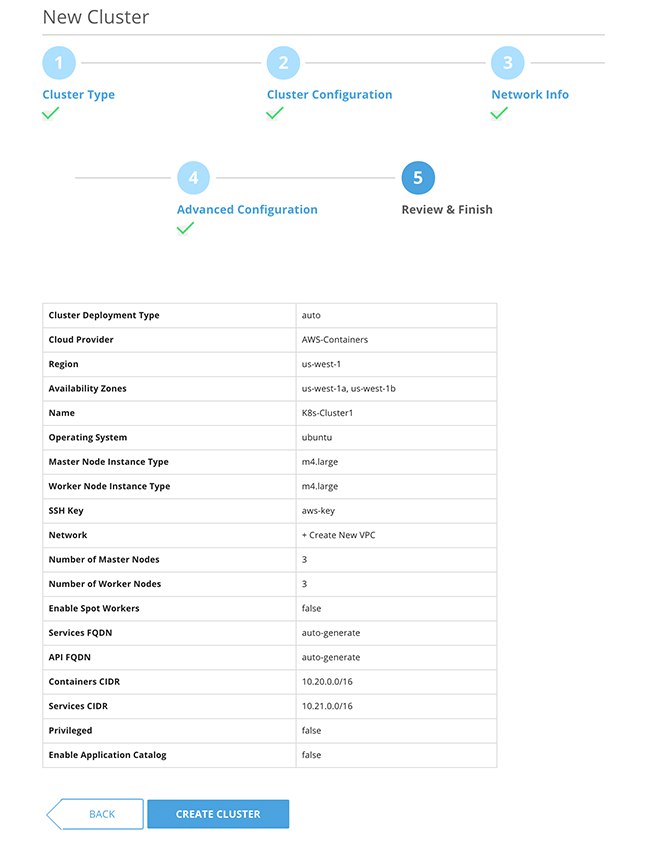 New Cluster
1 2 3
Cluster Type Cluster Configuration Network Info
4 5
Advanced Configuration Review & Finish
Cluster Deployment Type auto
Cloud Provider AWS-Containers
Region us-west-1
Availability Zones us-west-1a, us-west-1b
Name K8s-Cluster1
Operating System ubuntu
Master Node Instance Type m4.large
Worker Node Instance Type m4.large
SSH Key aws-key
Network + Create New VPC
Number of Master Nodes 3
Number of Worker Nodes 3
Enable Spot Workers false
Services FQDN auto-generate
API FQDN auto-generate
Containers CIDR 10.20.0.0/16
Services CIDR 10.21.0.0/16
Privileged false
Enable Application Catalog false
BACK CREATE CLUSTER